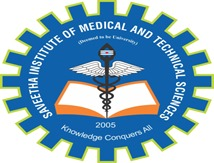 SAVEETHA INSTITUTE OF MEDICAL AND TECHNICAL SCIENCES
(Deemed to be University)
2005
Knowledge Conquers All